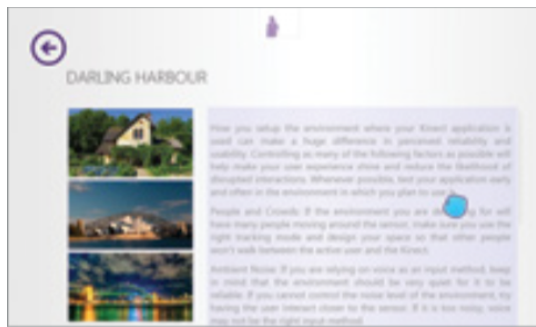 DARLING HARBOUR
How you setup the environment where your Kinect application is
used can make a huge difference in perceived reliability and
usability. Controlling as many of the following factors as possible will
help make your user experience shine and reduce the likelihood of
disrupted interactions. Whenever possible, test your application early
and often in the environment in which you plan to use
People and Crowds: If the environment you are for will
have many people moving around the sensor, make sure you use the
right tracking mode and design your space so that other people
won't walk between the active user and the Kinect.
Ambient Noise: If you are relying on voice as an input method, keep
in mind that the environment should be very quiet for it to be
reliable. If you cannot control the noise level of the environment, try
having the user interact closer to the sensor. If it is too noisy, voice
may not be the right input method.